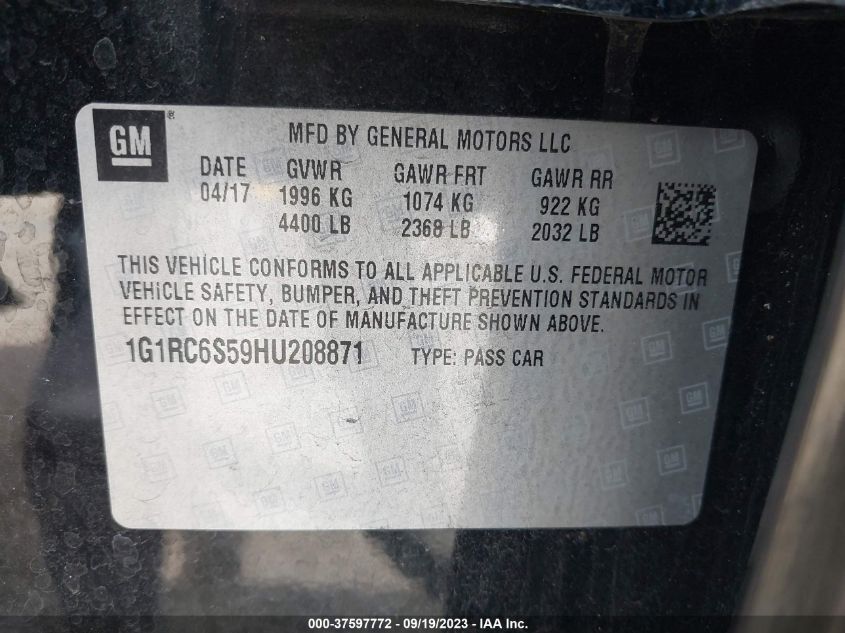 GM ® MFD BY GENERAL MOTORS LLC
DATE GVWR GAWR FRT GAWR RR
04/17 1996 KG 1074 KG 922 KG
4400 LB 2368 LB 2032 LB
THIS VEHICLE CONFORMS TO ALL APPLICABLE U.S. FEDERAL MOTOR
VEHICLE SAFETY, BUMPER, AND THEFT PREVENTION STANDARDS IN
EFFECT ON THE DATE OF MANUFACTURE SHOWN ABOVE.
1G1RC6S59HU208871 TYPE: PASS CAR
000-37597772 - 09/19/2023 - IAA Inc.